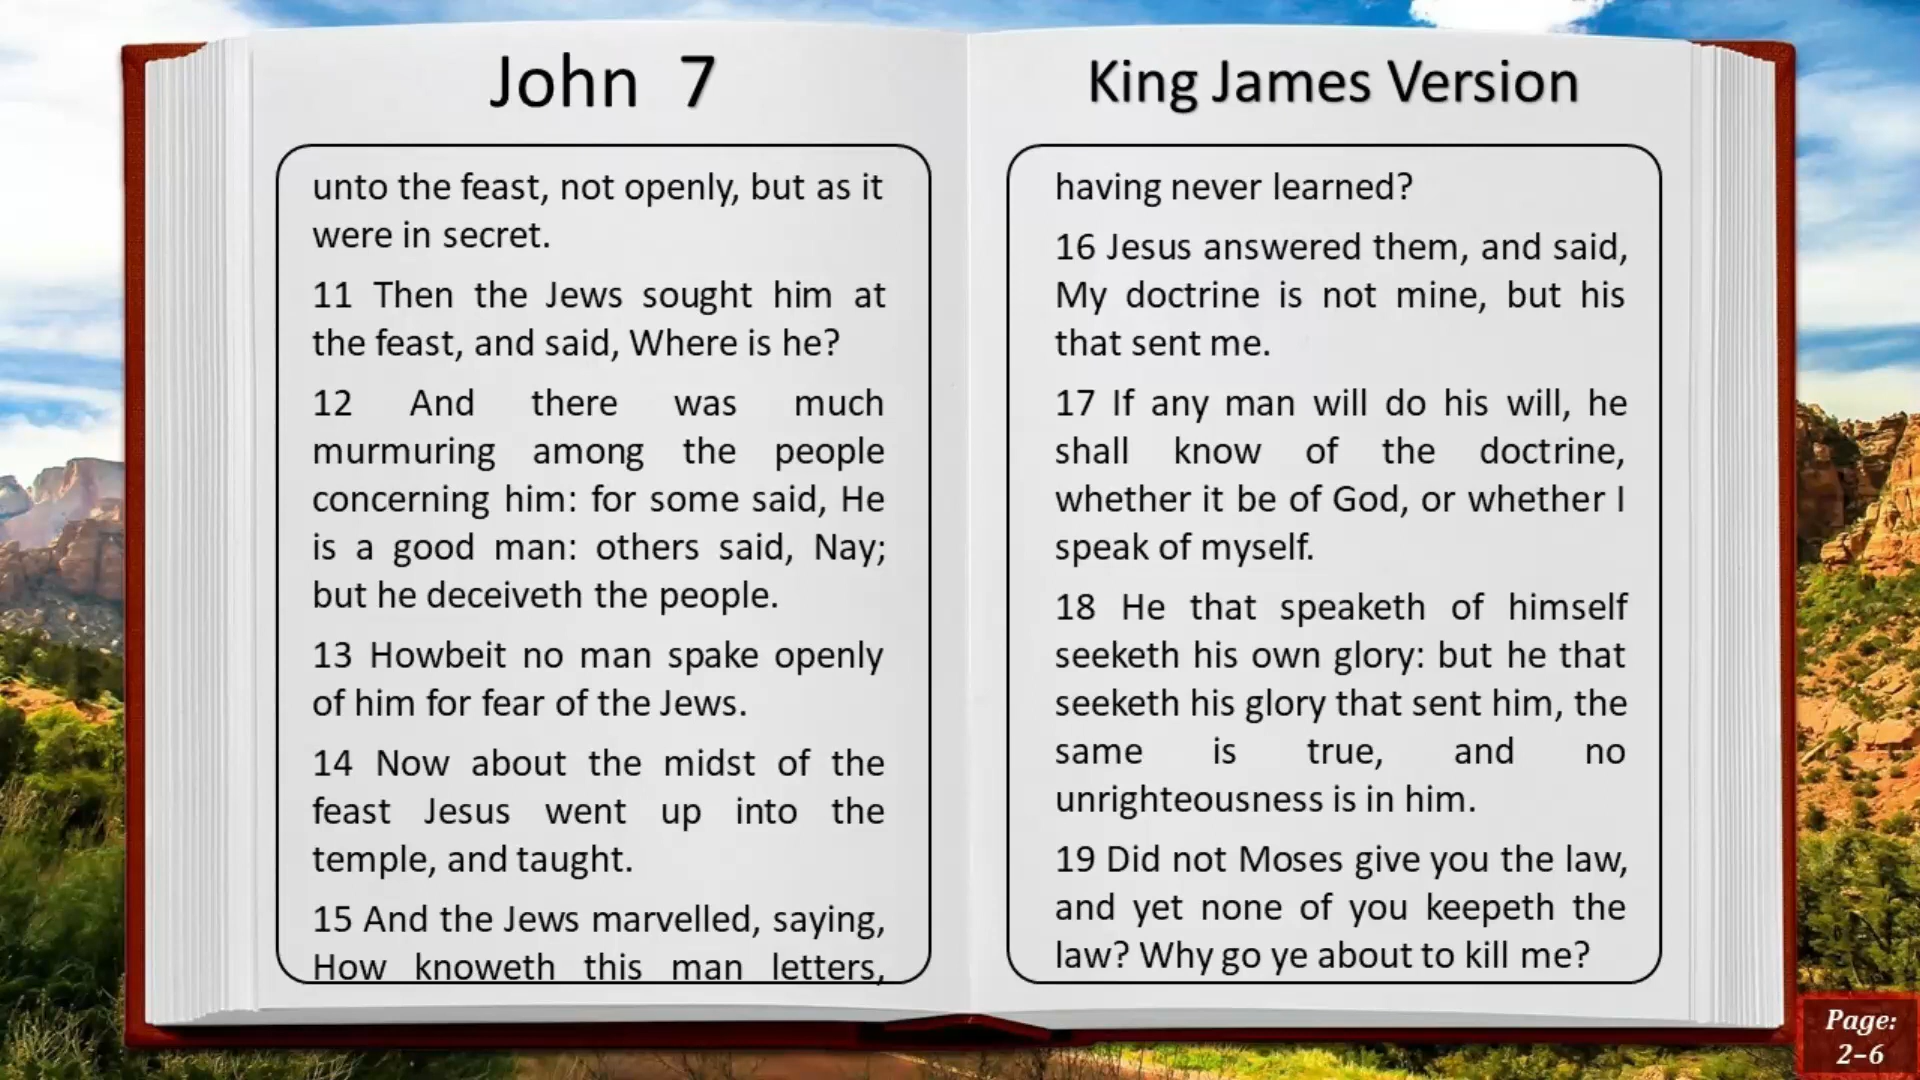 John 7
unto the feast, not openly, but as it
were in secret.
11 Then the Jews sought him at
the feast, and said, Where is he?
12 And there was much
murmuring among the people
concerning him: for some said, He
is a good man: others said, Nay;
but he deceiveth the people.
13 Howbeit no man spake openly
of him for fear of the Jews.
14 Now about the midst of the
feast Jesus went up into the
temple, and taught.
15 And the Jews marvelled, saying,
How knoweth this man letters,
King James Version
having never learned?
16 Jesus answered them, and said,
My doctrine is not mine, but his
that sent me.
17 If any man will do his will, he
shall know of the doctrine,
whether it be of God, or whether I
speak of myself.
18 He that speaketh of himself
seeketh his own glory: but he that
seeketh his glory that sent him, the
same is true, and no
unrighteousness is in him.
19 Did not Moses give you the law,
and yet none of you keepeth the
law? Why go ye about to kill me?
Page:
2–6